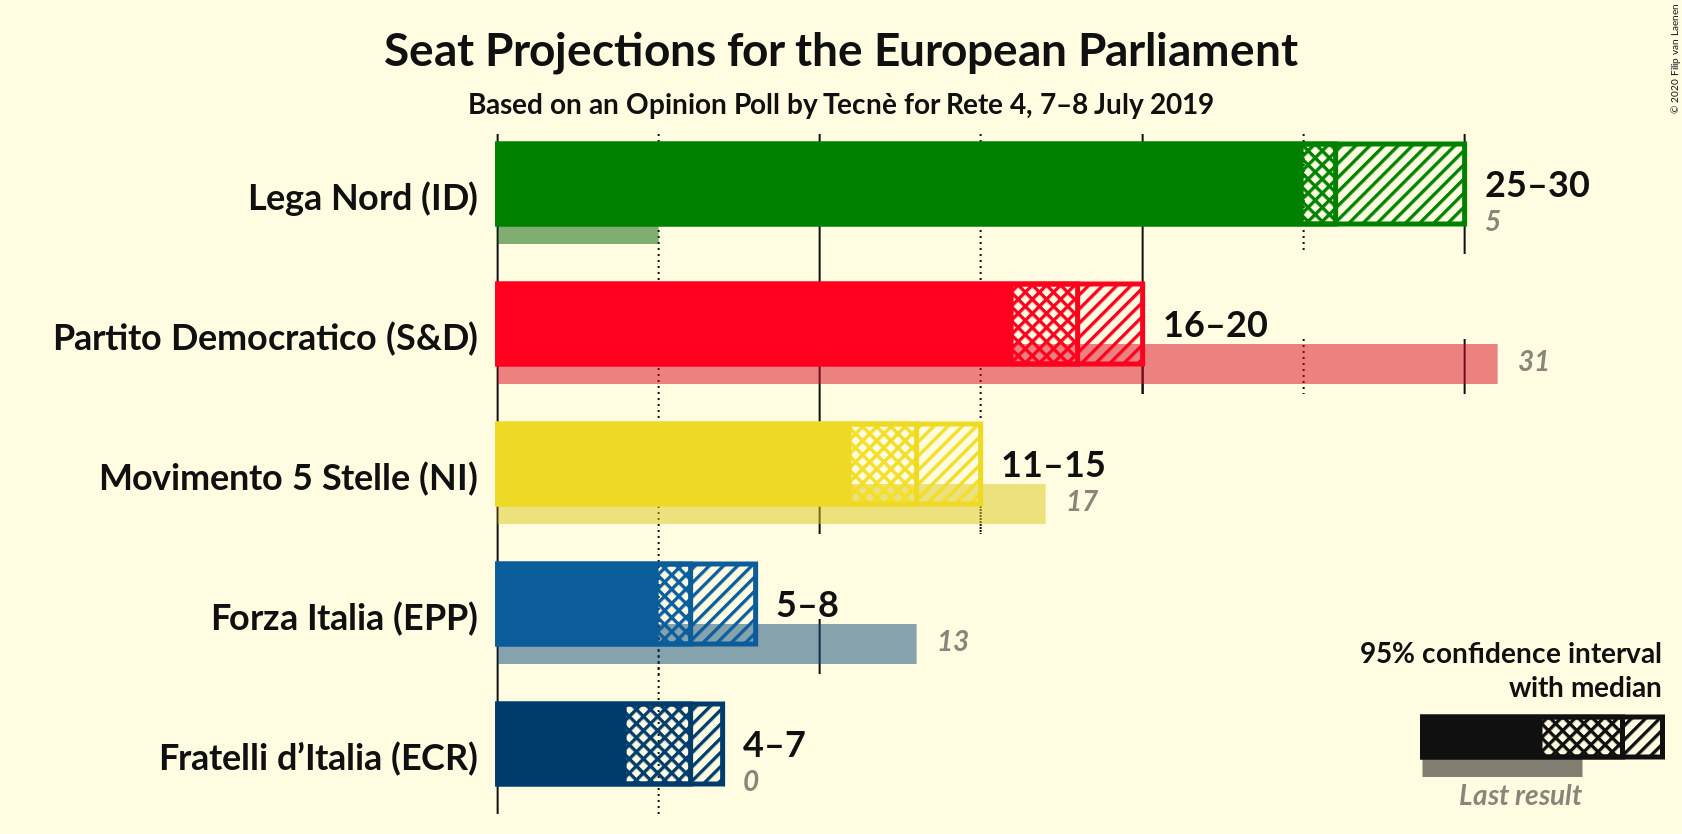 Seat Projections for the European Parliament
Based on an Opinion Poll by Tecnè for Rete 4, 7–8 July 2019
© 2020 Filip van Laenen
Lega Nord (ID)
25–30
5
Partito Democratico (S&D)
16–20
31
Movimento 5 Stelle (NI)
11–15
17
Forza Italia (EPP)
5–8
13
Fratelli d’Italia (ECR)
4–7
0
95% confidence interval
with median
Last result